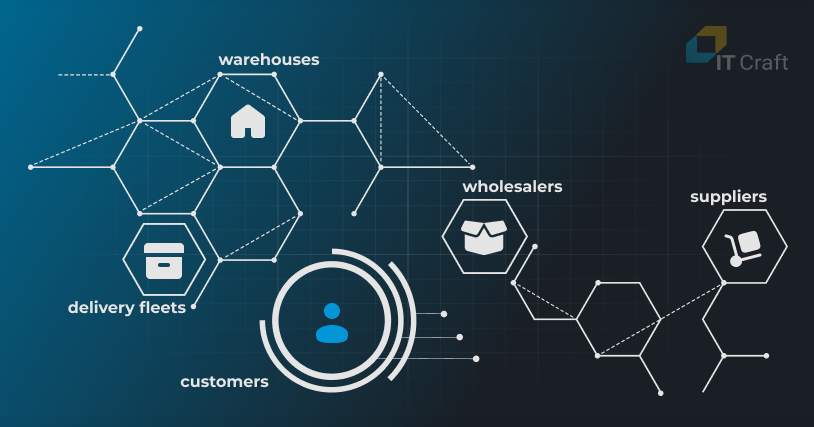 warehouses
IT Craft
wholesalers
suppliers
delivery fleets
customers